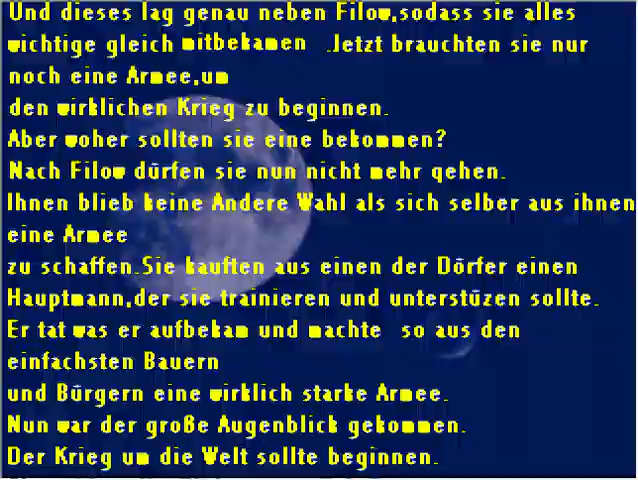 Und dieses lag genau neben Filow,sodass sie alles
wichtige gleich mitbekamen .Jetzt brauchten sie nur
noch eine Armee,um
den wirklichen Krieg zu beginnen.
Aber woher sollten sie eine bekommen?
Nach Filow dürfen sie nun nicht mehr gehen.
Ihnen blieb keine Andere Wahl als sich selber aus ihnen
eine Armee
zu schaffen.Sie kauften aus einen der Dörfer einen
Hauptmann,der sie trainieren und unterstüzen sollte.
Er tat was er aufbekam und machte so aus den
einfachsten Bauern
und Bürgern eine wirklich starke Armee.
Nun war der große Augenblick gekommen.
Der Krieg um die Welt sollte beginnen.